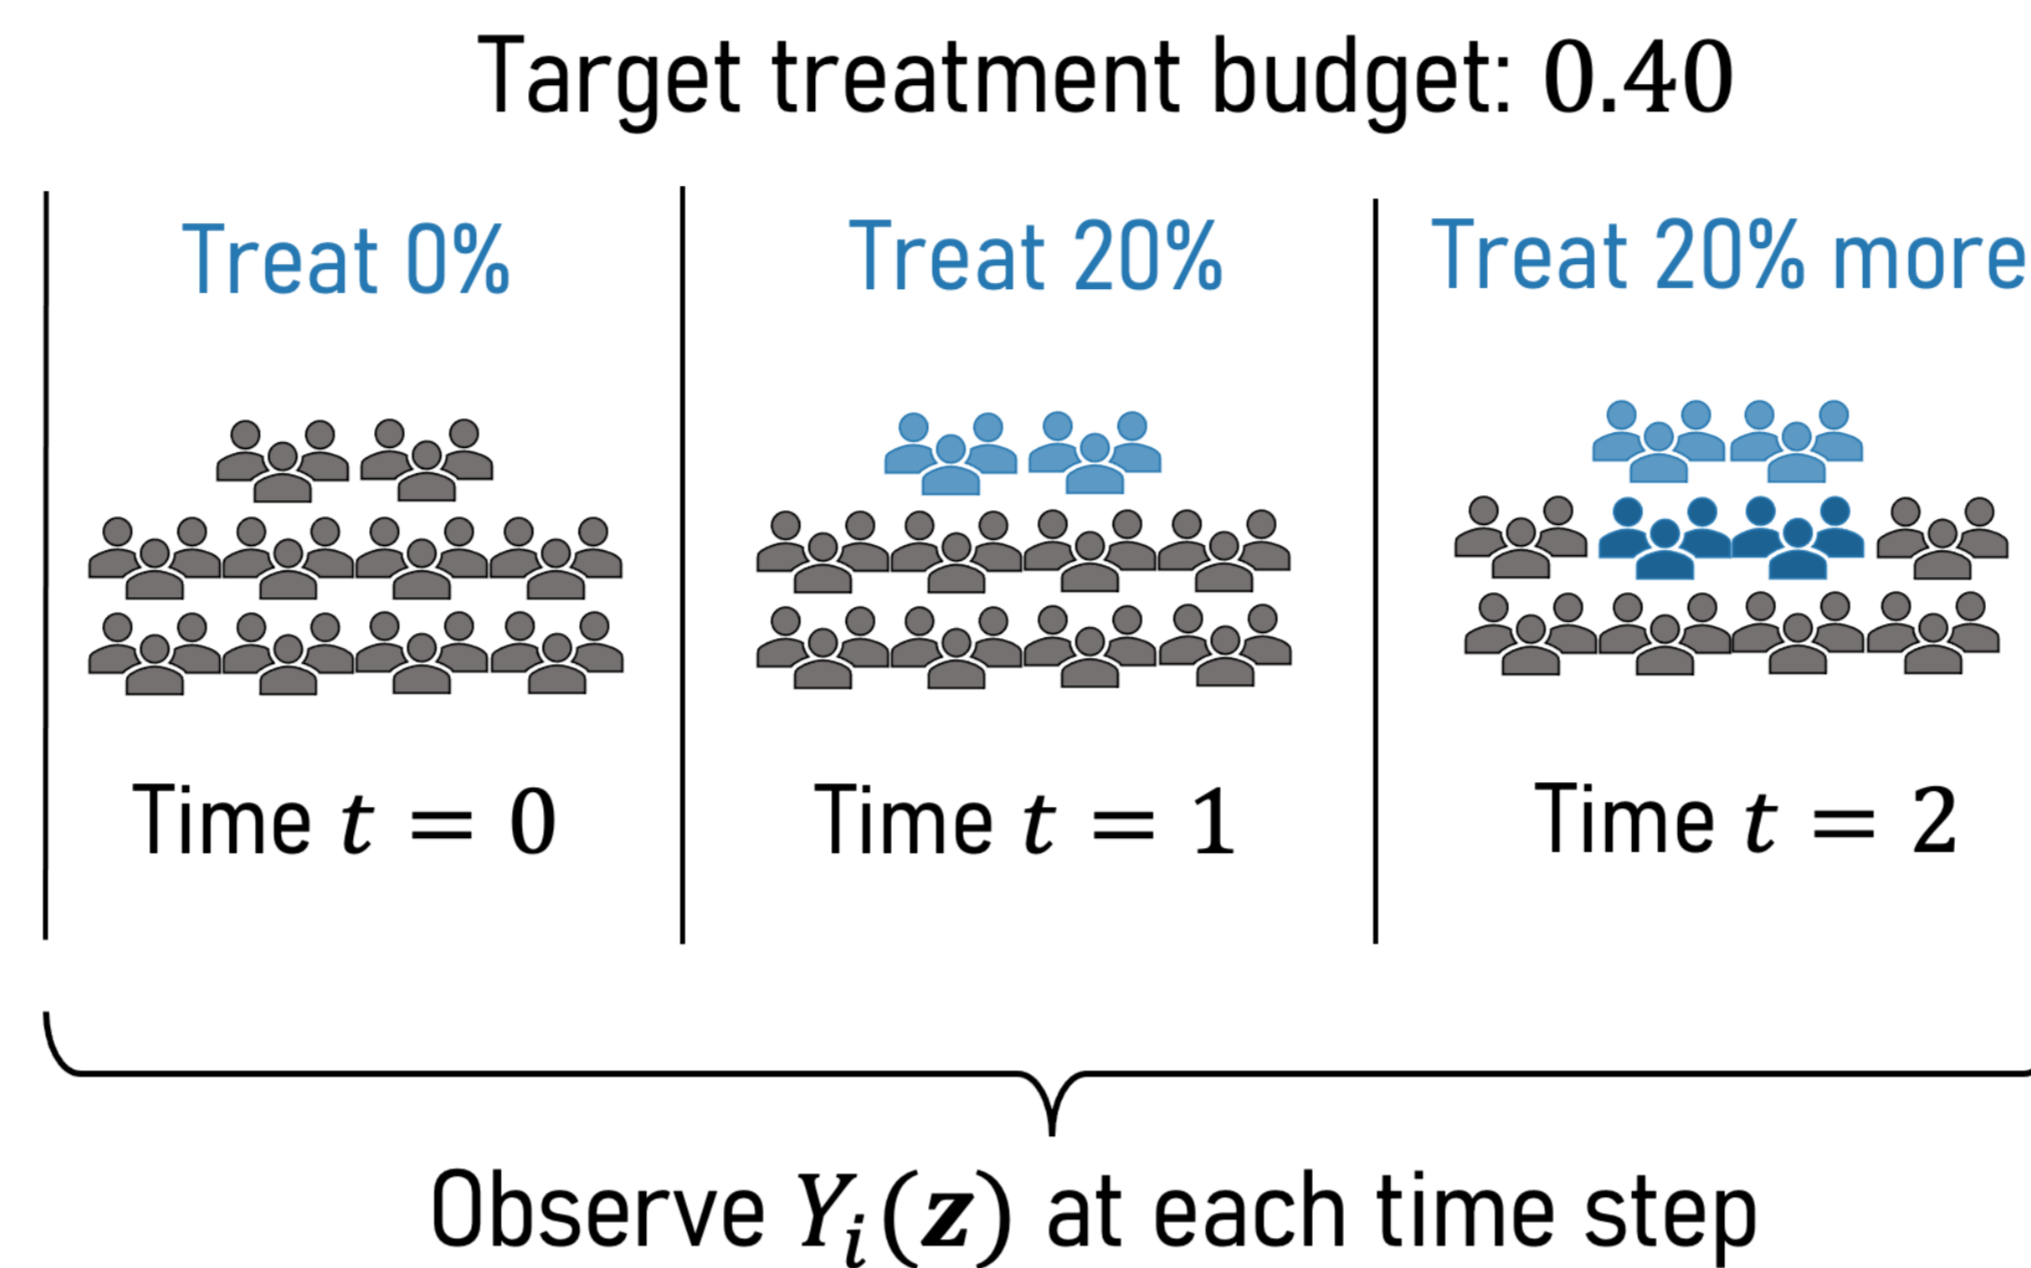 Target treatment budget: 0.40
Treat 0%
Treat 20%
Treat 20% more
Time t = 0
Time t = 1
Time t = 2
Observe Yᵢ(z) at each time step